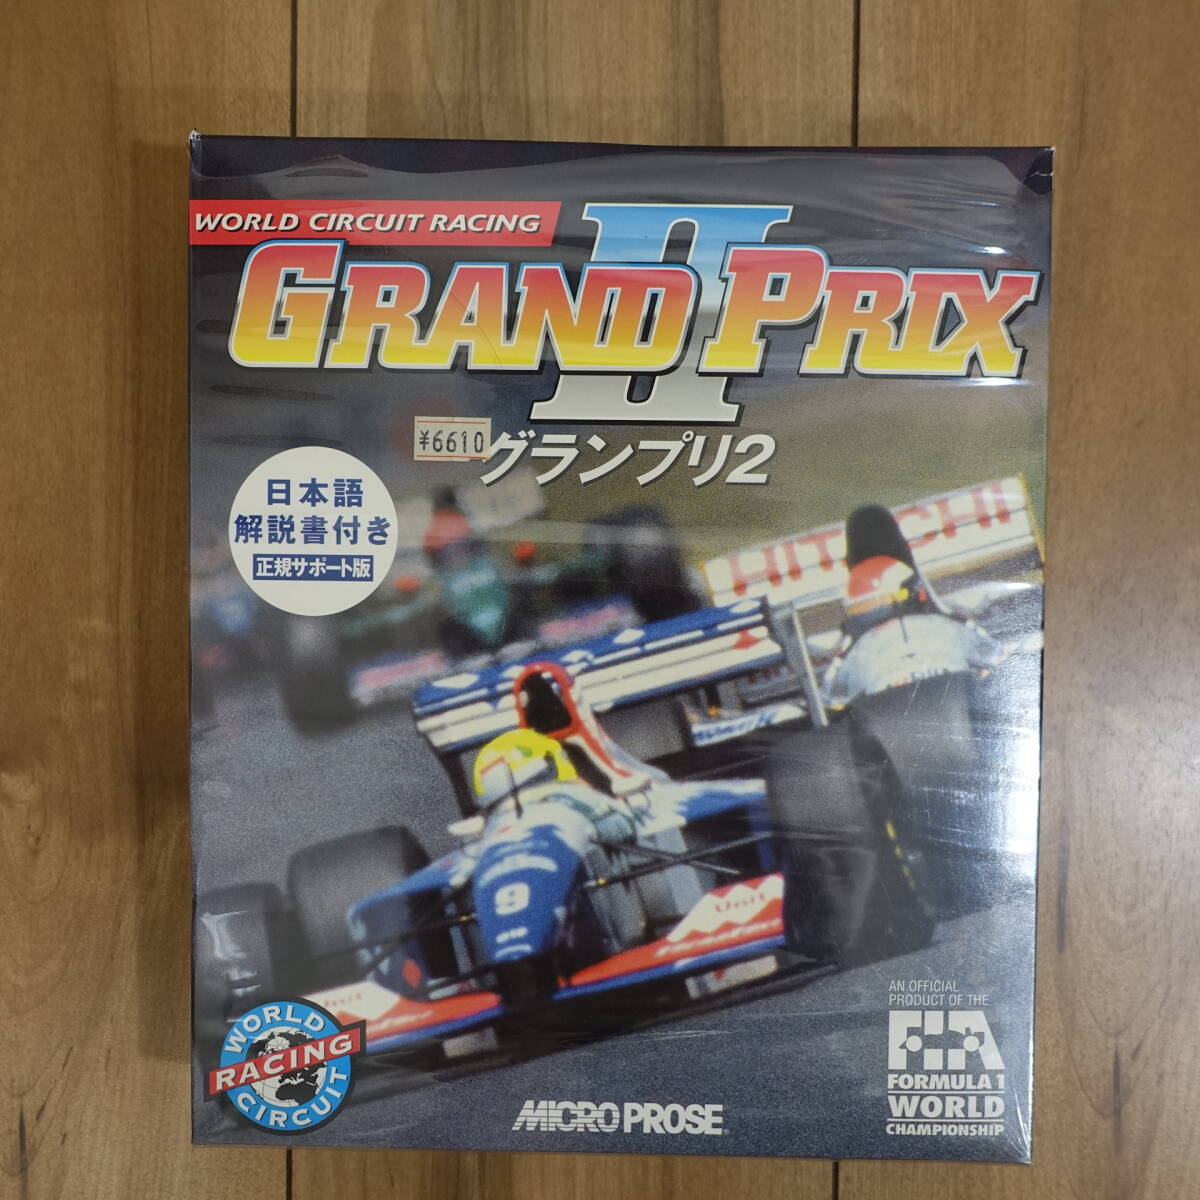 WORLD CIRCUIT RACING
GRAND PRIX
II
¥6610
グランプリ2
日本語
解説書付き
正規サポート版
HITACHI
9
Unit
Unit
AN OFFICIAL
PRODUCT OF THE
FIA
FORMULA 1
WORLD
CHAMPIONSHIP
WORLD
RACING
CIRCUIT
MICROPROSE